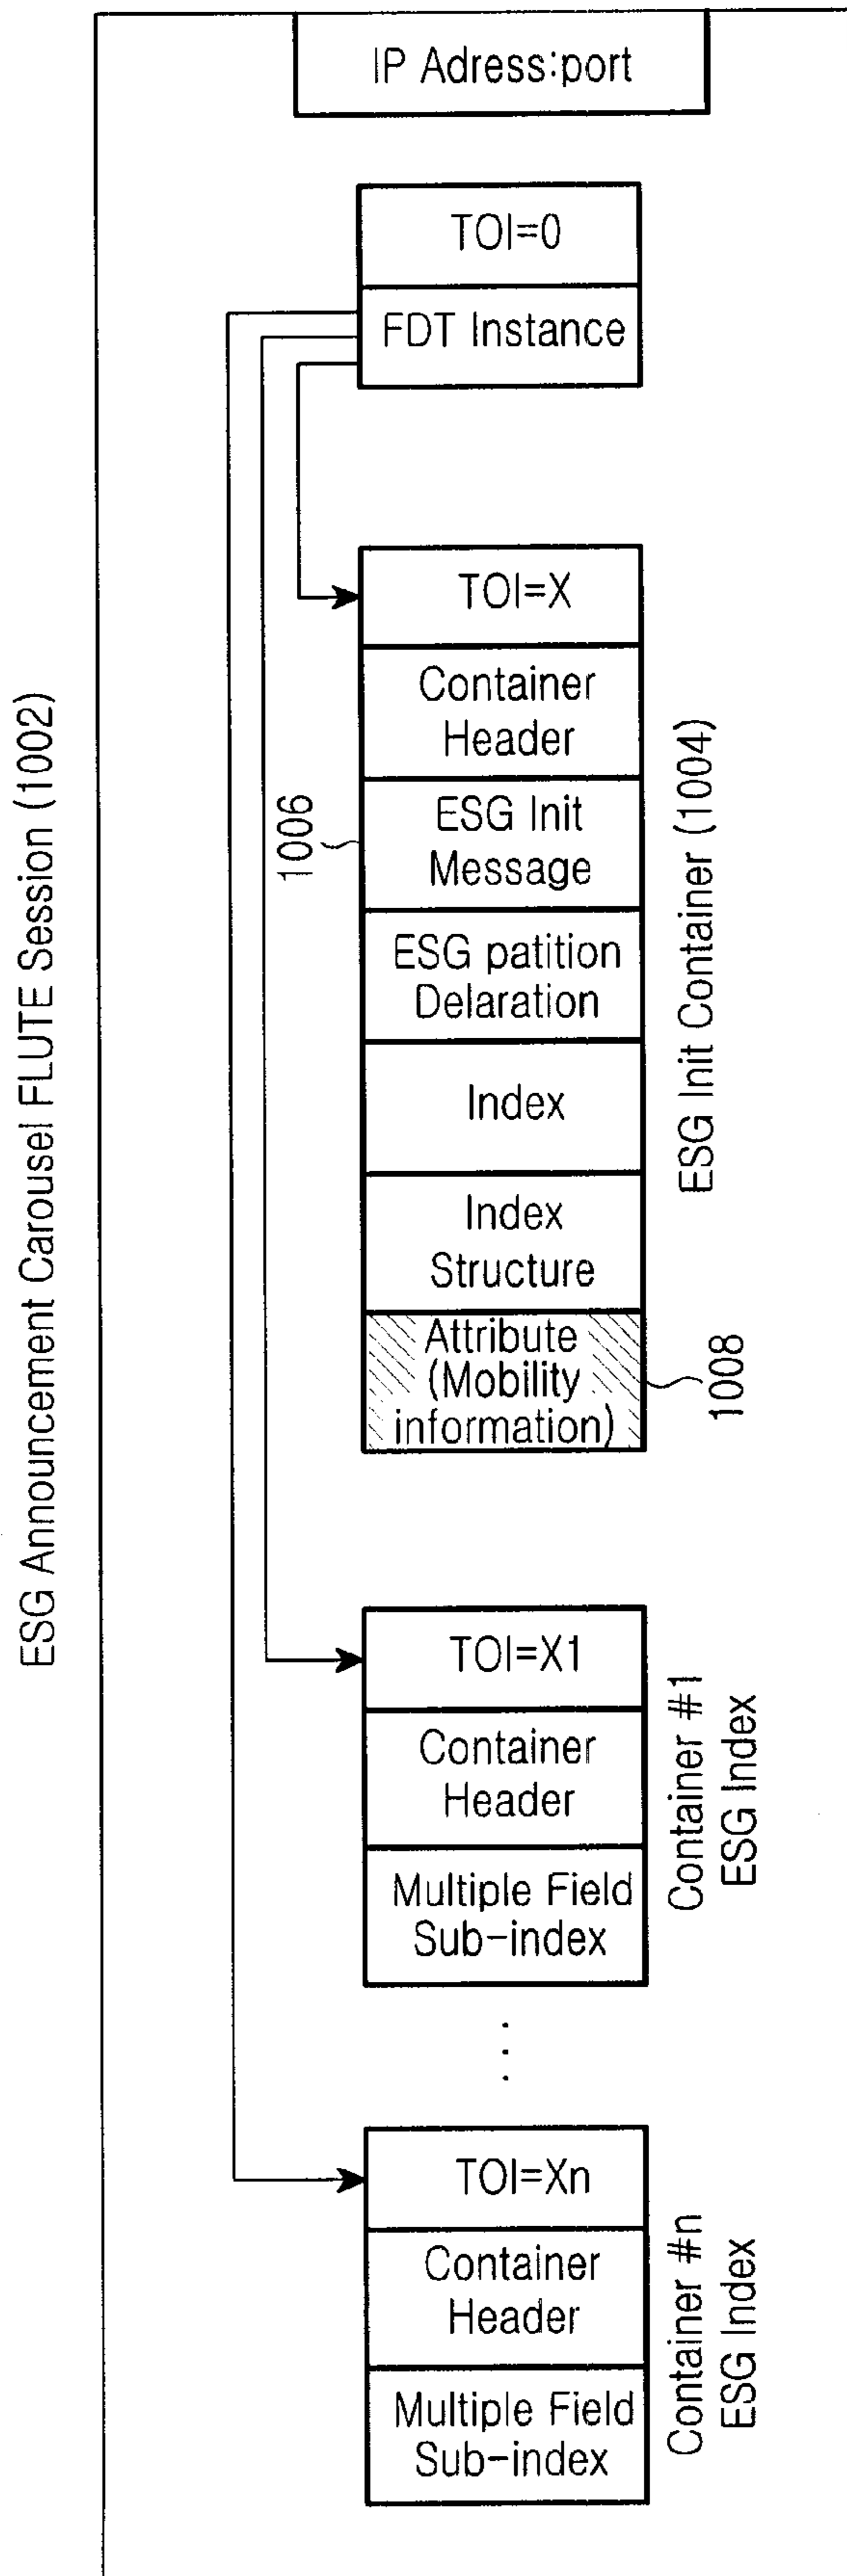 ESG Announcement Carousel FLUTE Session (1002)
IP Adress:port
TOI=0
FDT Instance
TOI=X
Container
Header
1006
ESG Init
Message
ESG patition
Delaration
Index
Index
Structure
Attribute
(Mobility
information)
1008
ESG Init Container (1004)
TOI=X1
Container
Header
Multiple Field
Sub-index
Container #1
ESG Index
⋮
TOI=Xn
Container
Header
Multiple Field
Sub-index
Container #n
ESG Index